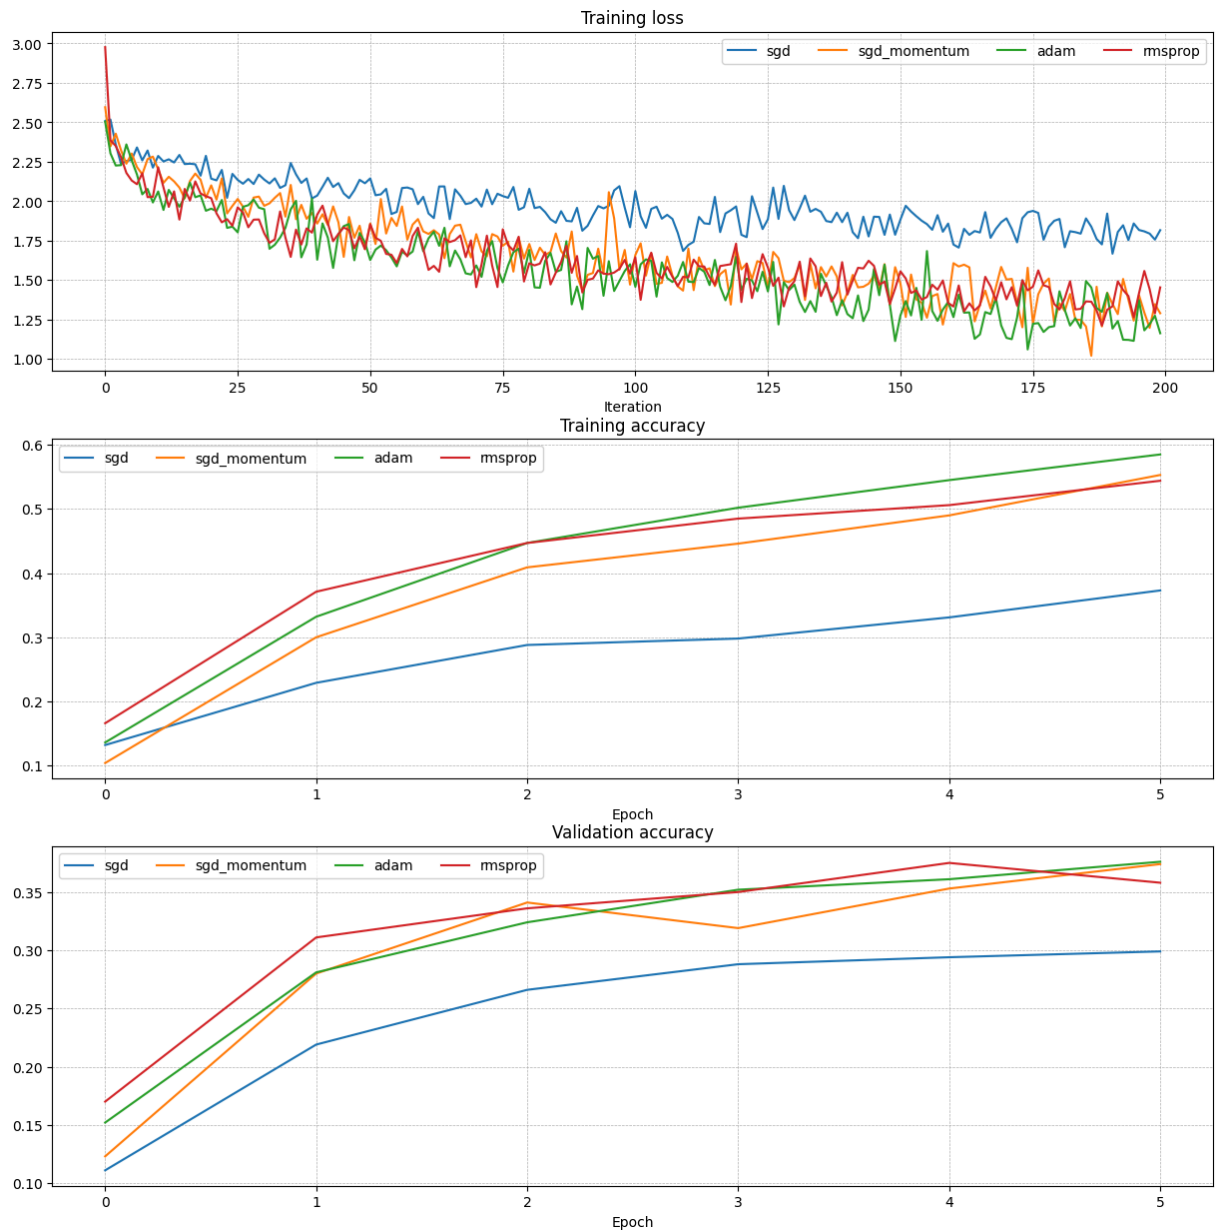 Training loss
3.00
2.75
2.50
2.25
2.00
1.75
1.50
1.25
1.00
sgd sgd_momentum adam rmsprop
0 25 50 75 100 125 150 175 200
Iteration
Training accuracy
0.6
0.5
0.4
0.3
0.2
0.1
sgd sgd_momentum adam rmsprop
0 1 2 3 4 5
Epoch
Validation accuracy
0.35
0.30
0.25
0.20
0.15
0.10
sgd sgd_momentum adam rmsprop
0 1 2 3 4 5
Epoch